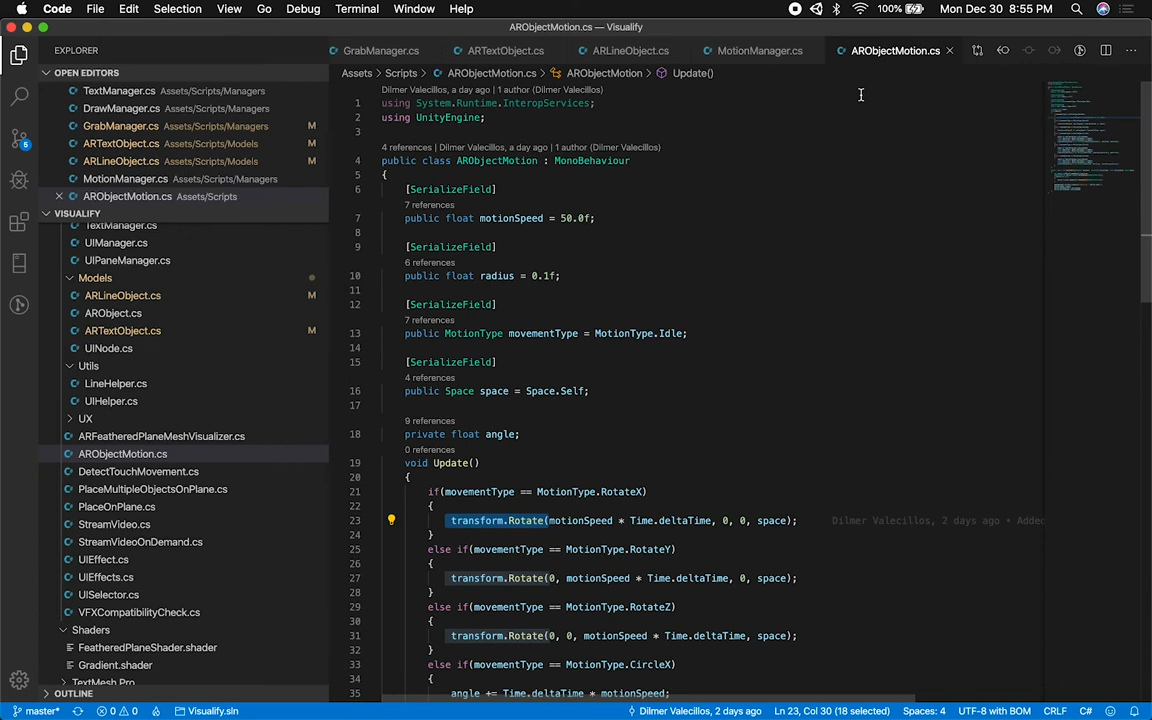 Code File Edit Selection View Go Debug Terminal Window Help 100% Mon Dec 30 8:55 PM
ARObjectMotion.cs — Visualify
EXPLORER
OPEN EDITORS
TextManager.cs Assets/Scripts/Managers
DrawManager.cs Assets/Scripts/Managers
GrabManager.cs Assets/Scripts/Managers M
ARTextObject.cs Assets/Scripts/Models M
ARLineObject.cs Assets/Scripts/Models M
MotionManager.cs Assets/Scripts/Managers
ARObjectMotion.cs Assets/Scripts
VISUALIFY
TextManager.cs
UIManager.cs
UIPaneManager.cs
Models
ARLineObject.cs M
ARObject.cs
ARTextObject.cs M
UINode.cs
Utils
LineHelper.cs
UIHelper.cs
UX
ARFeatheredPlaneMeshVisualizer.cs
ARObjectMotion.cs
DetectTouchMovement.cs
PlaceMultipleObjectsOnPlane.cs
PlaceOnPlane.cs
StreamVideo.cs
StreamVideoOnDemand.cs
UIEffect.cs
UIEffects.cs
UISelector.cs
VFXCompatibilityCheck.cs
Shaders
FeatheredPlaneShader.shader
Gradient.shader
TextMesh Pro
OUTLINE
5
GrabManager.cs ARTextObject.cs ARLineObject.cs MotionManager.cs ARObjectMotion.cs
Assets > Scripts > ARObjectMotion.cs > ARObjectMotion > Update()
Dilmer Valecillos, a day ago | 1 author (Dilmer Valecillos)
1 using System.Runtime.InteropServices;
2 using UnityEngine;
3
4 references | Dilmer Valecillos, a day ago | 1 author (Dilmer Valecillos)
4 public class ARObjectMotion : MonoBehaviour
5 {
6 [SerializeField]
7 references
7 public float motionSpeed = 50.0f;
8
9 [SerializeField]
6 references
10 public float radius = 0.1f;
11
12 [SerializeField]
7 references
13 public MotionType movementType = MotionType.Idle;
14
15 [SerializeField]
4 references
16 public Space space = Space.Self;
17
9 references
18 private float angle;
0 references
19 void Update()
20 {
21 if(movementType == MotionType.RotateX)
22 {
23 transform.Rotate(motionSpeed * Time.deltaTime, 0, 0, space); Dilmer Valecillos, 2 days ago • Added
24 }
25 else if(movementType == MotionType.RotateY)
26 {
27 transform.Rotate(0, motionSpeed * Time.deltaTime, 0, space);
28 }
29 else if(movementType == MotionType.RotateZ)
30 {
31 transform.Rotate(0, 0, motionSpeed * Time.deltaTime, space);
32 }
33 else if(movementType == MotionType.CircleX)
34 {
35 angle += Time.deltaTime * motionSpeed;
master* 0 0 Visualify.sln Dilmer Valecillos, 2 days ago Ln 23, Col 30 (18 selected) Spaces: 4 UTF-8 with BOM CRLF C#